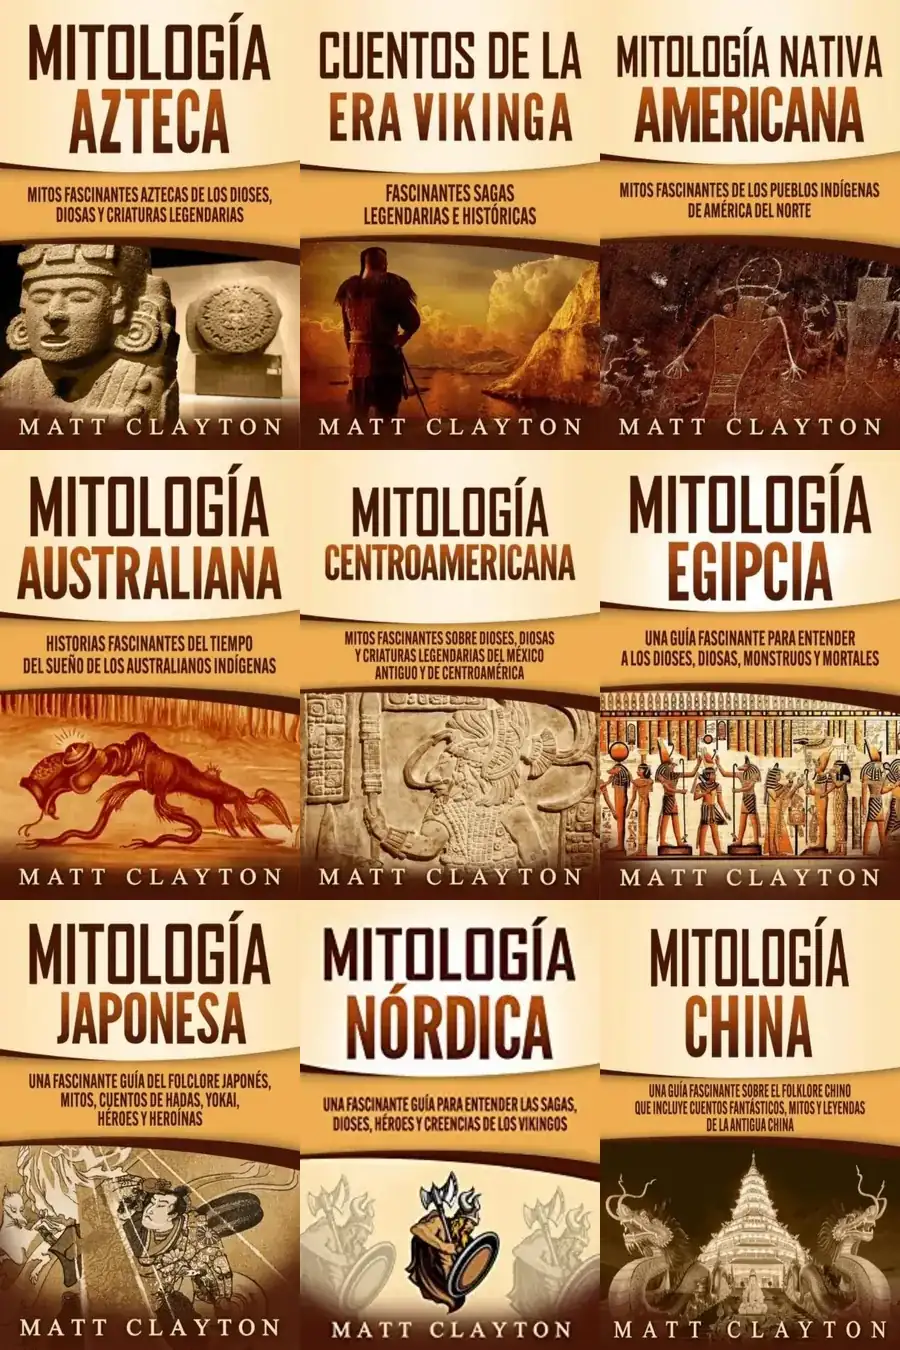 MITOLOGÍA
AZTECA
MITOS FASCINANTES AZTECAS DE LOS DIOSES,
DIOSAS Y CRIATURAS LEGENDARIAS
MATT CLAYTON
CUENTOS DE LA
ERA VIKINGA
FASCINANTES SAGAS
LEGENDARIAS E HISTÓRICAS
MATT CLAYTON
MITOLOGÍA NATIVA
AMERICANA
MITOS FASCINANTES DE LOS PUEBLOS INDÍGENAS
DE AMÉRICA DEL NORTE
MATT CLAYTON
MITOLOGÍA
AUSTRALIANA
HISTORIAS FASCINANTES DEL TIEMPO
DEL SUEÑO DE LOS AUSTRALIANOS INDÍGENAS
MATT CLAYTON
MITOLOGÍA
CENTROAMERICANA
MITOS FASCINANTES SOBRE DIOSES, DIOSAS
Y CRIATURAS LEGENDARIAS DEL MÉXICO
ANTIGUO Y DE CENTROAMÉRICA
MATT CLAYTON
MITOLOGÍA
EGIPCIA
UNA GUÍA FASCINANTE PARA ENTENDER
A LOS DIOSES, DIOSAS, MONSTRUOS Y MORTALES
MATT CLAYTON
MITOLOGÍA
JAPONESA
UNA FASCINANTE GUÍA DEL FOLCLORE JAPONÉS,
MITOS, CUENTOS DE HADAS, YOKAI,
HÉROES Y HEROÍNAS
MATT CLAYTON
MITOLOGÍA
NÓRDICA
UNA FASCINANTE GUÍA PARA ENTENDER LAS SAGAS,
DIOSES, HÉROES Y CREENCIAS DE LOS VIKINGOS
MATT CLAYTON
MITOLOGÍA
CHINA
UNA GUÍA FASCINANTE SOBRE EL FOLKLORE CHINO
QUE INCLUYE CUENTOS FANTÁSTICOS, MITOS Y LEYENDAS
DE LA ANTIGUA CHINA
MATT CLAYTON